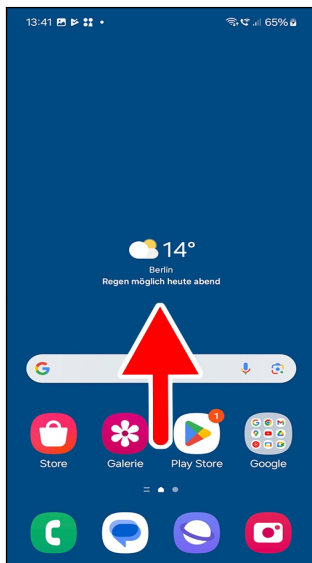 13:41 65%
14°
Berlin
Regen möglich heute abend
1
Store Galerie Play Store Google